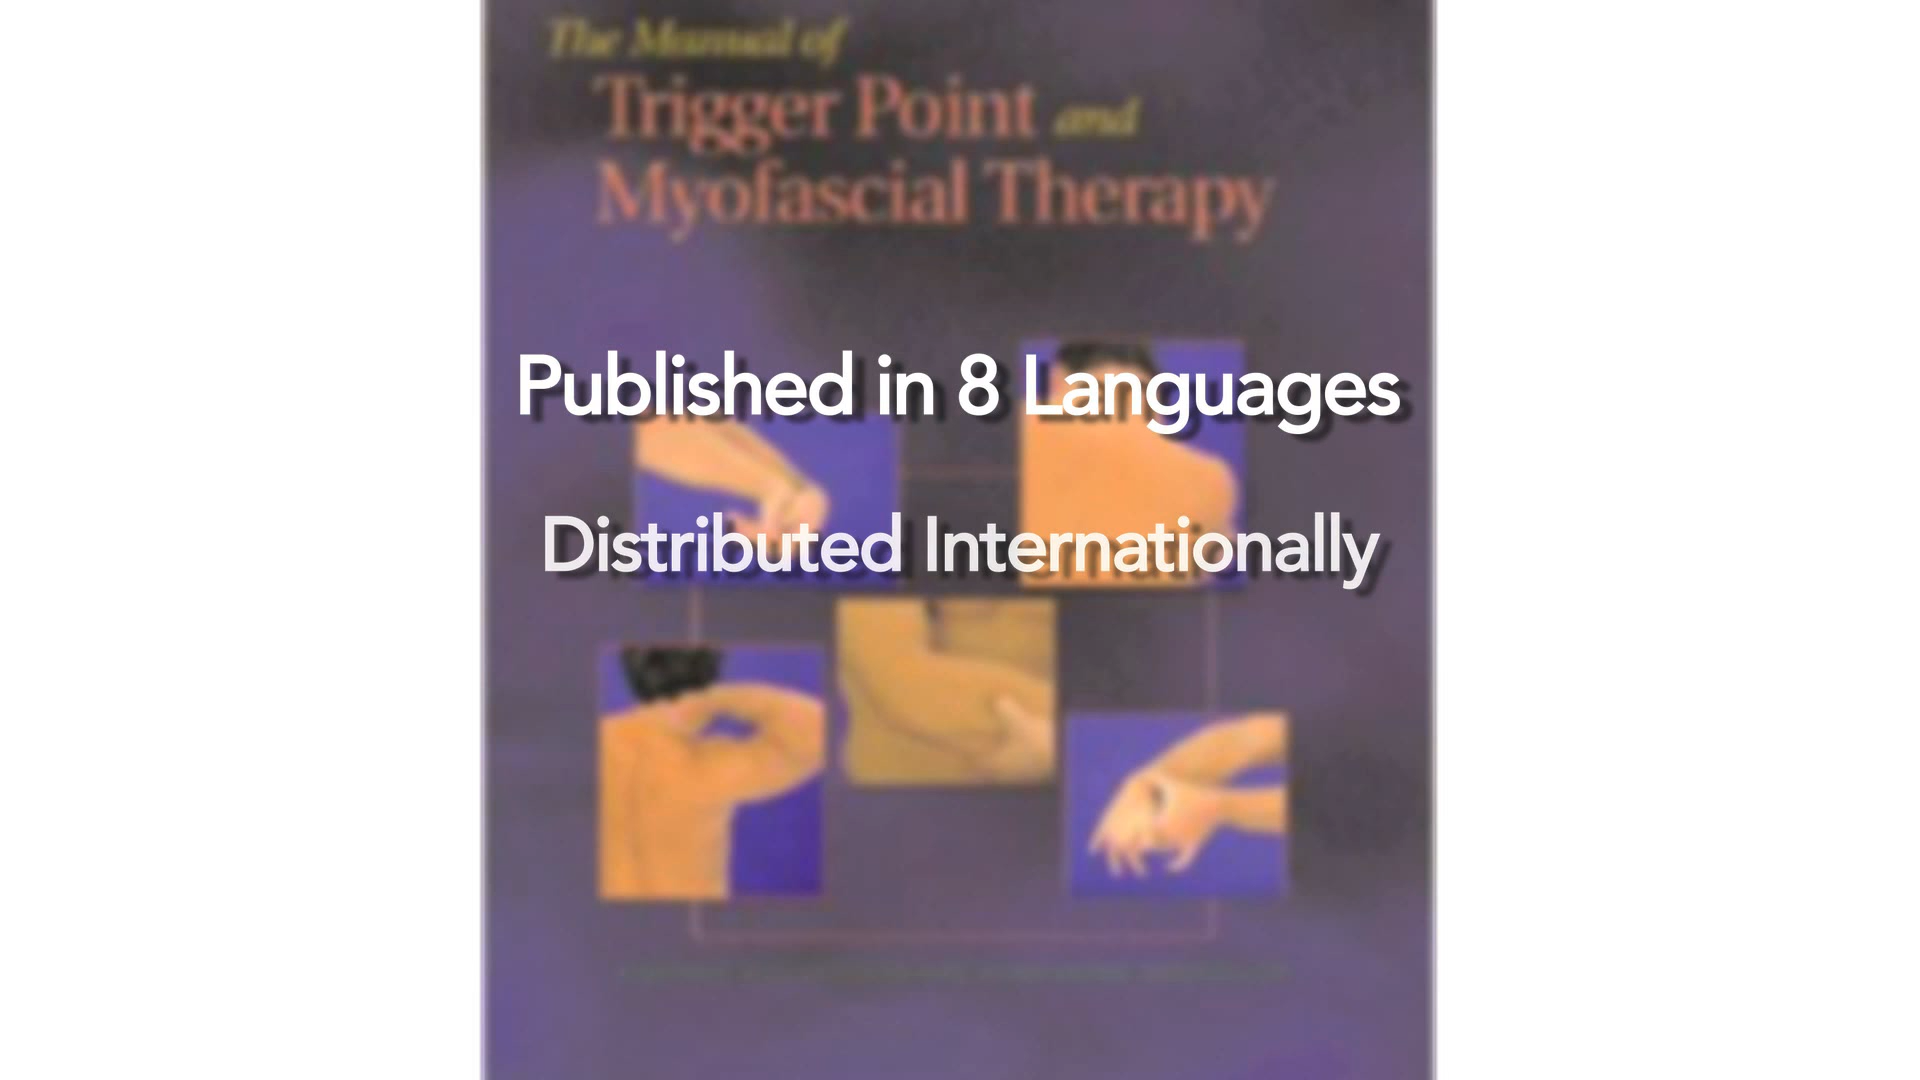 The Manual of
Trigger Point and
Myofascial Therapy
Published in 8 Languages
Distributed Internationally